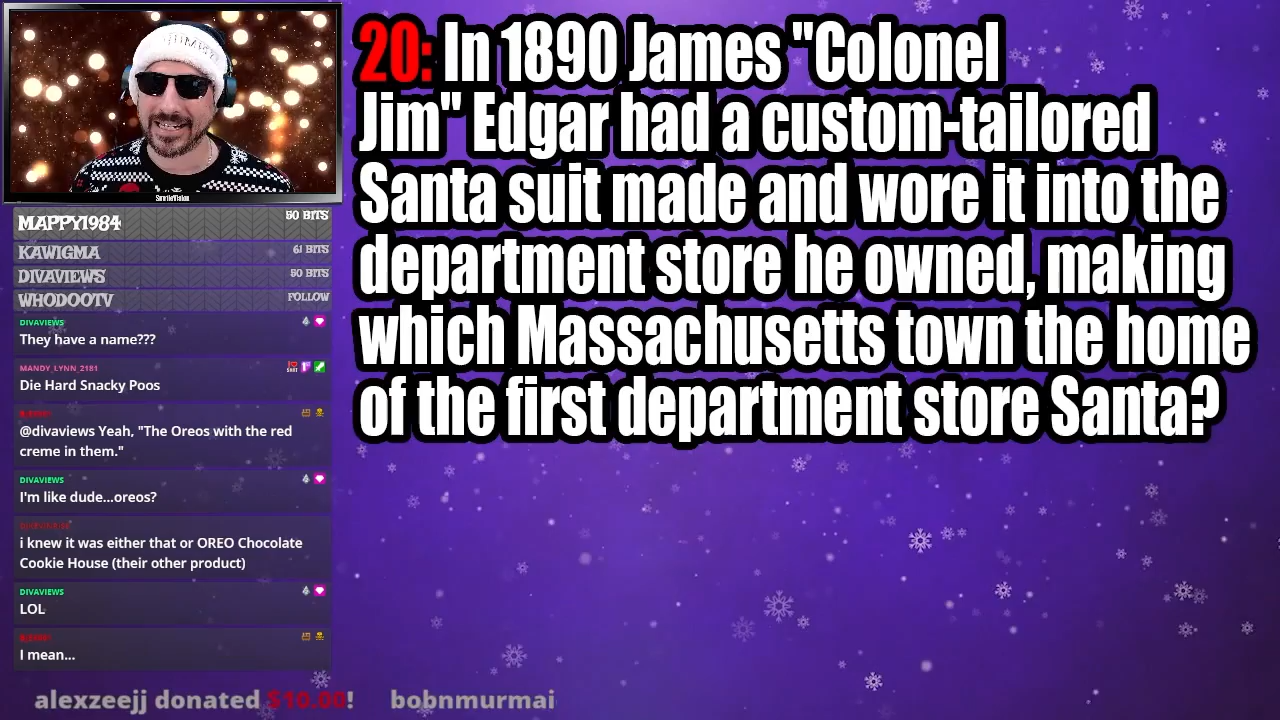 20: In 1890 James "Colonel
Jim" Edgar had a custom-tailored
Santa suit made and wore it into the
department store he owned, making
which Massachusetts town the home
of the first department store Santa?
MAPPY1984 50 BITS
KAWIGMA 61 BITS
DIVAVIEWS 50 BITS
WHODOOTV FOLLOW
DIVAVIEWS
They have a name???
MANDY_LYNN_2181
Die Hard Snacky Poos
@divaviews Yeah, "The Oreos with the red
creme in them."
DIVAVIEWS
I'm like dude...oreos?
i knew it was either that or OREO Chocolate
Cookie House (their other product)
DIVAVIEWS
LOL
I mean...
alexzeejj donated $10.00! bobnmurmai